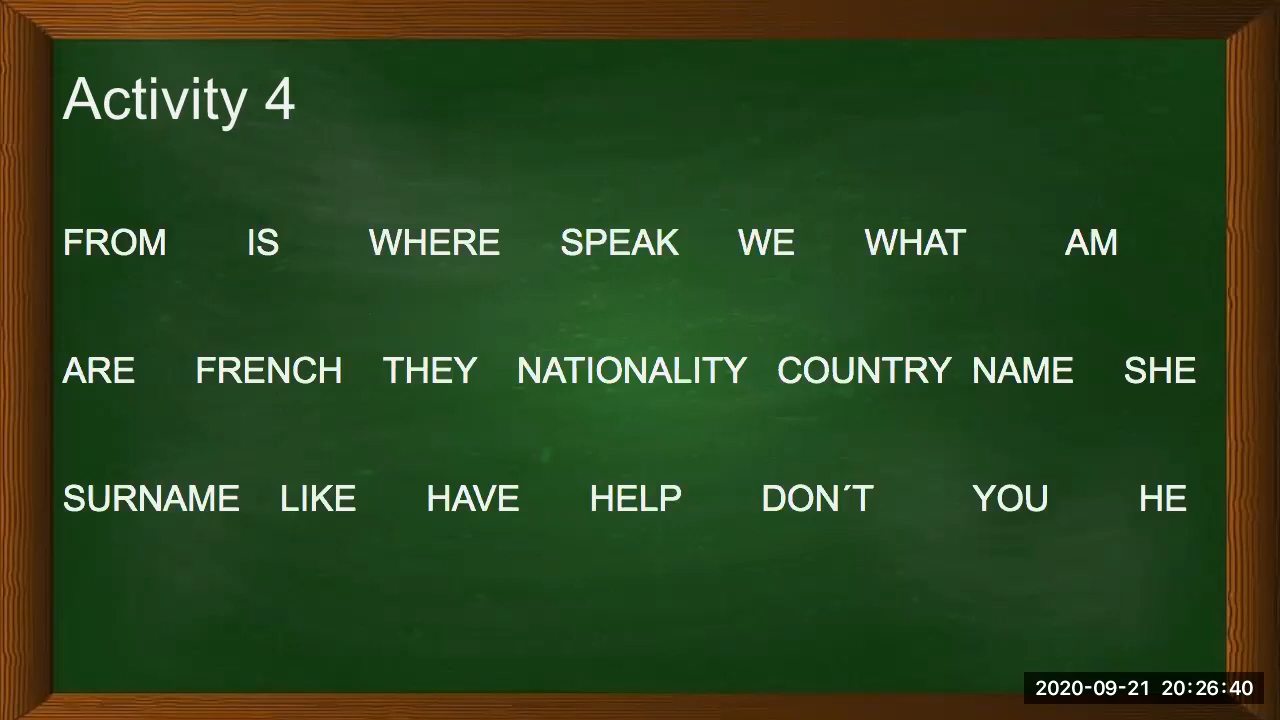 Activity 4
FROM IS WHERE SPEAK WE WHAT AM
ARE FRENCH THEY NATIONALITY COUNTRY NAME SHE
SURNAME LIKE HAVE HELP DON´T YOU HE
2020-09-21 20:26:40